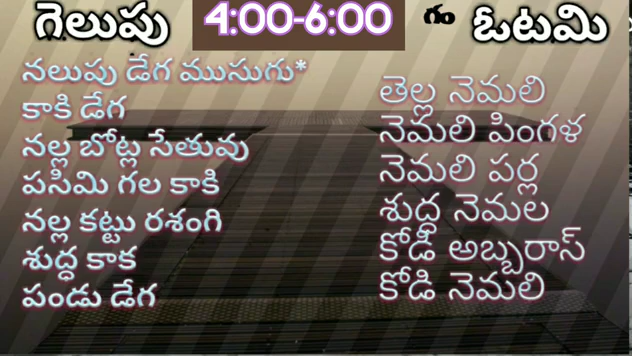 గెలుపు 4:00-6:00 గం ఓటమి
నలుపు డేగ ముసుగు*
కాకి డేగ
నల్ల బోట్ల సేతువు
పసిమి గల కాకి
నల్ల కట్టు రశంగి
శుద్ధ కాక
పండు డేగ
తెల్ల నెమలి
నెమలి పింగళ
నెమలి పర్ల
శుద్ధ నెమల
కోడి అబ్బరాస్
కోడి నెమలి